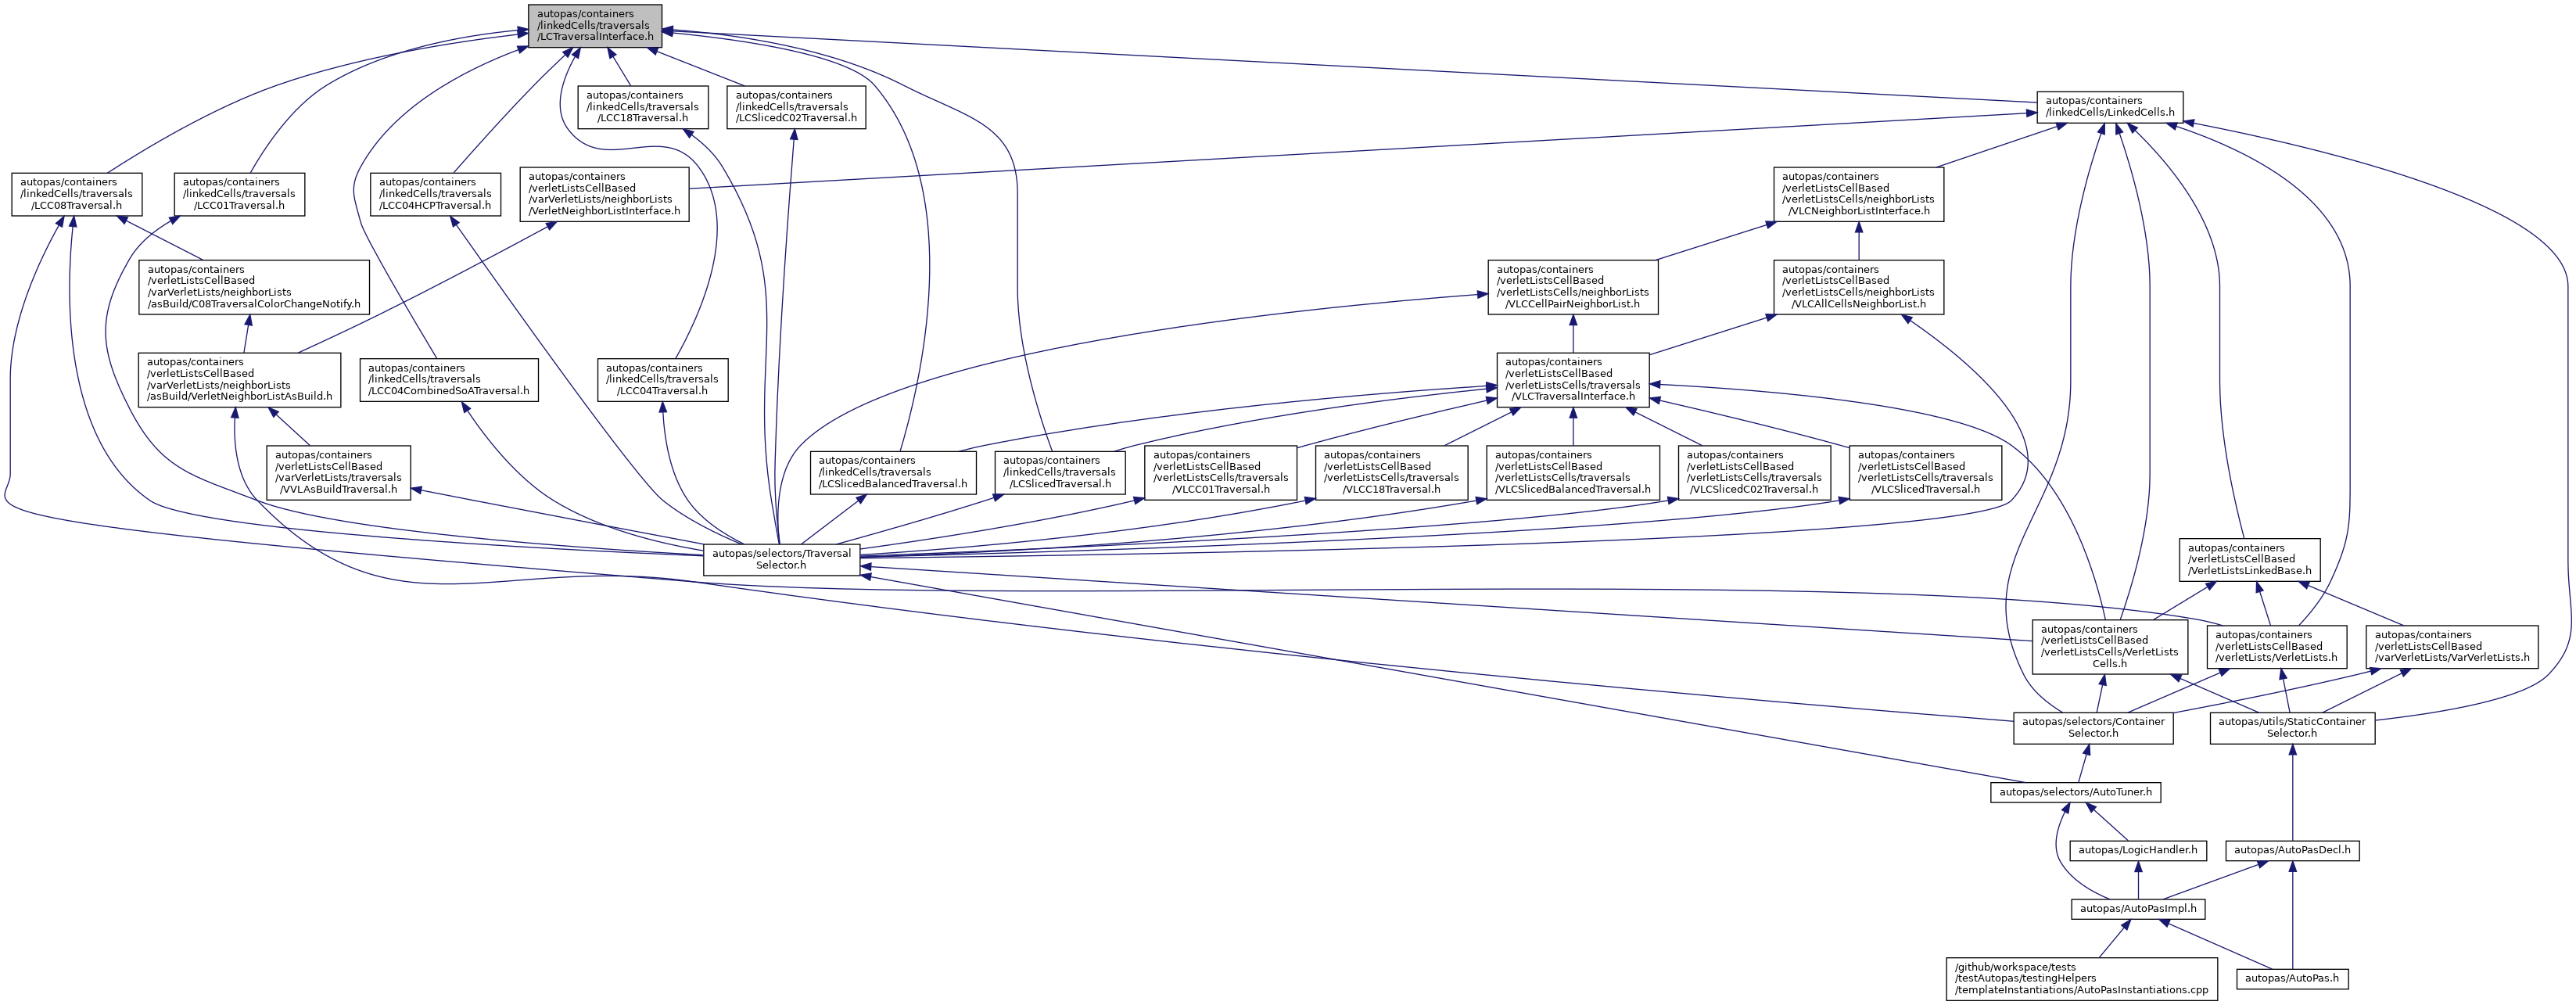 autopas/containers
/linkedCells/traversals
/LCTraversalInterface.h
autopas/containers
/linkedCells/traversals
/LCC18Traversal.h
autopas/containers
/linkedCells/traversals
/LCSlicedC02Traversal.h
autopas/containers
/linkedCells/LinkedCells.h
autopas/containers
/linkedCells/traversals
/LCC08Traversal.h
autopas/containers
/linkedCells/traversals
/LCC01Traversal.h
autopas/containers
/linkedCells/traversals
/LCC04HCPTraversal.h
autopas/containers
/verletListsCellBased
/varVerletLists/neighborLists
/VerletNeighborListInterface.h
autopas/containers
/verletListsCellBased
/verletListsCells/neighborLists
/VLCNeighborListInterface.h
autopas/containers
/verletListsCellBased
/varVerletLists/neighborLists
/asBuild/C08TraversalColorChangeNotify.h
autopas/containers
/verletListsCellBased
/verletListsCells/neighborLists
/VLCCellPairNeighborList.h
autopas/containers
/verletListsCellBased
/verletListsCells/neighborLists
/VLCAllCellsNeighborList.h
autopas/containers
/verletListsCellBased
/varVerletLists/neighborLists
/asBuild/VerletNeighborListAsBuild.h
autopas/containers
/linkedCells/traversals
/LCC04CombinedSoATraversal.h
autopas/containers
/linkedCells/traversals
/LCC04Traversal.h
autopas/containers
/verletListsCellBased
/verletListsCells/traversals
/VLCTraversalInterface.h
autopas/containers
/verletListsCellBased
/varVerletLists/traversals
/VVLAsBuildTraversal.h
autopas/containers
/linkedCells/traversals
/LCSlicedBalancedTraversal.h
autopas/containers
/linkedCells/traversals
/LCSlicedTraversal.h
autopas/containers
/verletListsCellBased
/verletListsCells/traversals
/VLCC01Traversal.h
autopas/containers
/verletListsCellBased
/verletListsCells/traversals
/VLCC18Traversal.h
autopas/containers
/verletListsCellBased
/verletListsCells/traversals
/VLCSlicedBalancedTraversal.h
autopas/containers
/verletListsCellBased
/verletListsCells/traversals
/VLCSlicedC02Traversal.h
autopas/containers
/verletListsCellBased
/verletListsCells/traversals
/VLCSlicedTraversal.h
autopas/selectors/Traversal
Selector.h
autopas/containers
/verletListsCellBased
/VerletListsLinkedBase.h
autopas/containers
/verletListsCellBased
/verletListsCells/VerletLists
Cells.h
autopas/containers
/verletListsCellBased
/verletLists/VerletLists.h
autopas/containers
/verletListsCellBased
/varVerletLists/VarVerletLists.h
autopas/selectors/Container
Selector.h
autopas/utils/StaticContainer
Selector.h
autopas/selectors/AutoTuner.h
autopas/LogicHandler.h
autopas/AutoPasDecl.h
autopas/AutoPasImpl.h
/github/workspace/tests
/testAutopas/testingHelpers
/templateInstantiations/AutoPasInstantiations.cpp
autopas/AutoPas.h